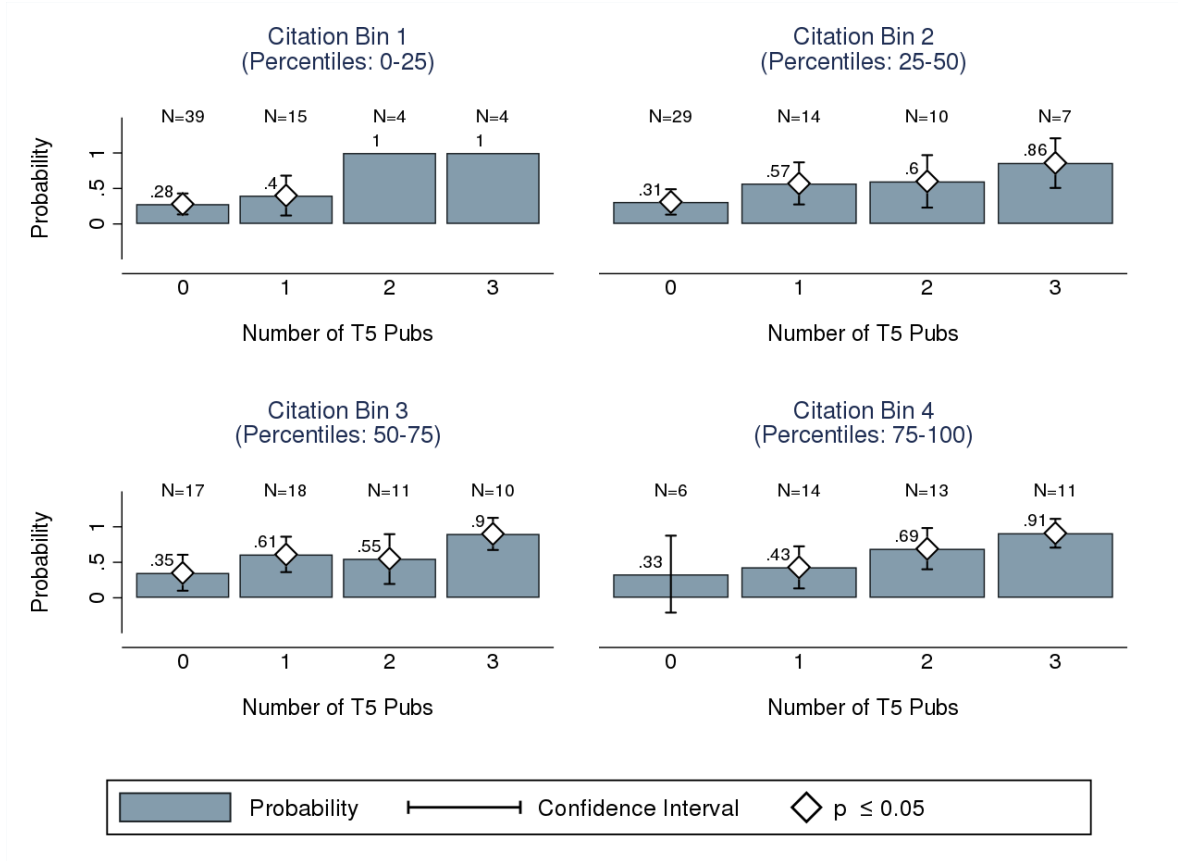 Citation Bin 1
(Percentiles: 0-25)
Citation Bin 2
(Percentiles: 25-50)
N=39 N=15 N=4 N=4
1 1
.28 .4
Probability
1
.5
0
0 1 2 3
Number of T5 Pubs
N=29 N=14 N=10 N=7
.31 .57 .6 .86
0 1 2 3
Number of T5 Pubs
Citation Bin 3
(Percentiles: 50-75)
Citation Bin 4
(Percentiles: 75-100)
N=17 N=18 N=11 N=10
.35 .61 .55 .9
Probability
1
.5
0
0 1 2 3
Number of T5 Pubs
N=6 N=14 N=13 N=11
.33 .43 .69 .91
0 1 2 3
Number of T5 Pubs
Probability Confidence Interval p ≤ 0.05